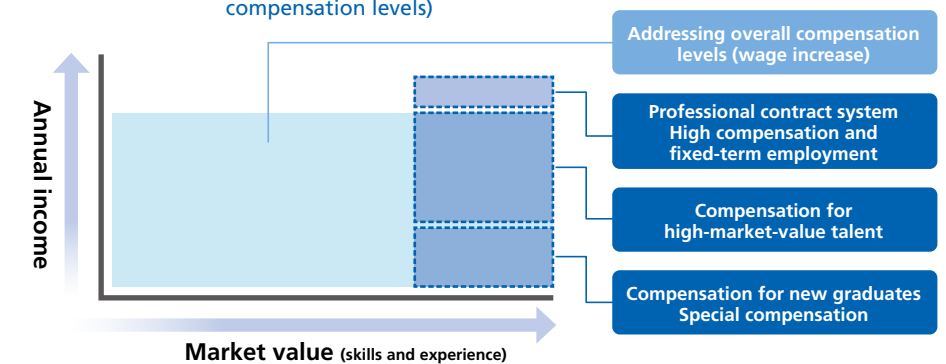 compensation levels)
Addressing overall compensation
levels (wage increase)
Professional contract system
High compensation and
fixed-term employment
Compensation for
high-market-value talent
Compensation for new graduates
Special compensation
Annual income
Market value (skills and experience)